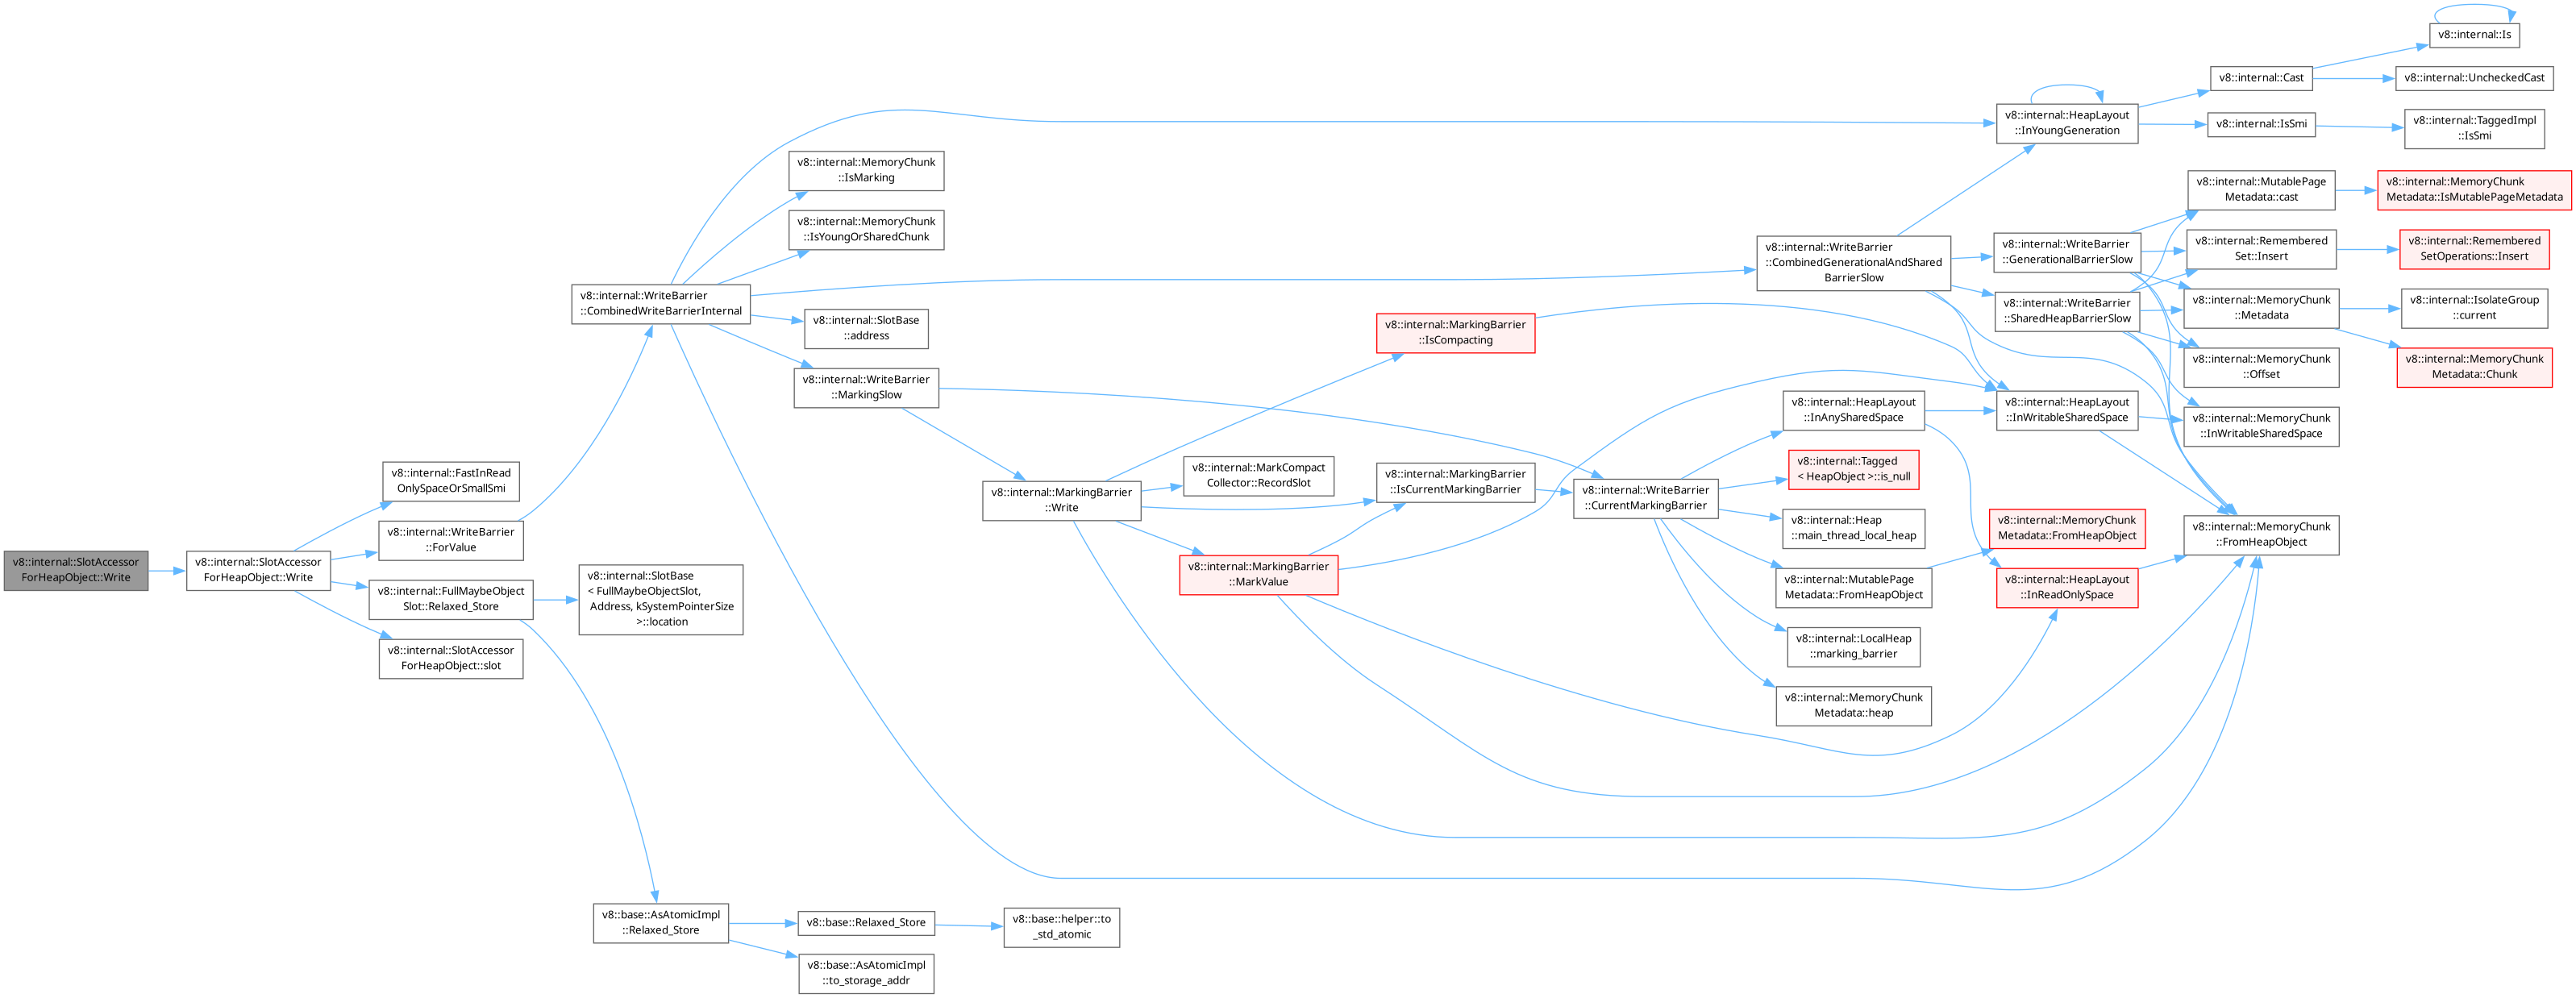 v8::internal::SlotAccessor
ForHeapObject::Write
v8::internal::SlotAccessor
ForHeapObject::Write
v8::internal::FastInRead
OnlySpaceOrSmallSmi
v8::internal::WriteBarrier
::ForValue
v8::internal::FullMaybeObject
Slot::Relaxed_Store
v8::internal::SlotAccessor
ForHeapObject::slot
v8::internal::WriteBarrier
::CombinedWriteBarrierInternal
v8::internal::SlotBase
< FullMaybeObjectSlot,
Address, kSystemPointerSize
>::location
v8::base::AsAtomicImpl
::Relaxed_Store
v8::internal::MemoryChunk
::IsMarking
v8::internal::MemoryChunk
::IsYoungOrSharedChunk
v8::internal::SlotBase
::address
v8::internal::WriteBarrier
::MarkingSlow
v8::base::Relaxed_Store
v8::base::AsAtomicImpl
::to_storage_addr
v8::internal::MarkingBarrier
::Write
v8::base::helper::to
_std_atomic
v8::internal::MarkCompact
Collector::RecordSlot
v8::internal::MarkingBarrier
::MarkValue
v8::internal::MarkingBarrier
::IsCompacting
v8::internal::MarkingBarrier
::IsCurrentMarkingBarrier
v8::internal::WriteBarrier
::CurrentMarkingBarrier
v8::internal::WriteBarrier
::CombinedGenerationalAndShared
BarrierSlow
v8::internal::HeapLayout
::InAnySharedSpace
v8::internal::Tagged
< HeapObject >::is_null
v8::internal::Heap
::main_thread_local_heap
v8::internal::MutablePage
Metadata::FromHeapObject
v8::internal::LocalHeap
::marking_barrier
v8::internal::MemoryChunk
Metadata::heap
v8::internal::HeapLayout
::InYoungGeneration
v8::internal::WriteBarrier
::GenerationalBarrierSlow
v8::internal::WriteBarrier
::SharedHeapBarrierSlow
v8::internal::HeapLayout
::InWritableSharedSpace
v8::internal::MemoryChunk
Metadata::FromHeapObject
v8::internal::HeapLayout
::InReadOnlySpace
v8::internal::Cast
v8::internal::IsSmi
v8::internal::MutablePage
Metadata::cast
v8::internal::Remembered
Set::Insert
v8::internal::MemoryChunk
::Metadata
v8::internal::MemoryChunk
::Offset
v8::internal::MemoryChunk
::InWritableSharedSpace
v8::internal::MemoryChunk
::FromHeapObject
v8::internal::Is
v8::internal::UncheckedCast
v8::internal::TaggedImpl
::IsSmi
v8::internal::MemoryChunk
Metadata::IsMutablePageMetadata
v8::internal::Remembered
SetOperations::Insert
v8::internal::IsolateGroup
::current
v8::internal::MemoryChunk
Metadata::Chunk